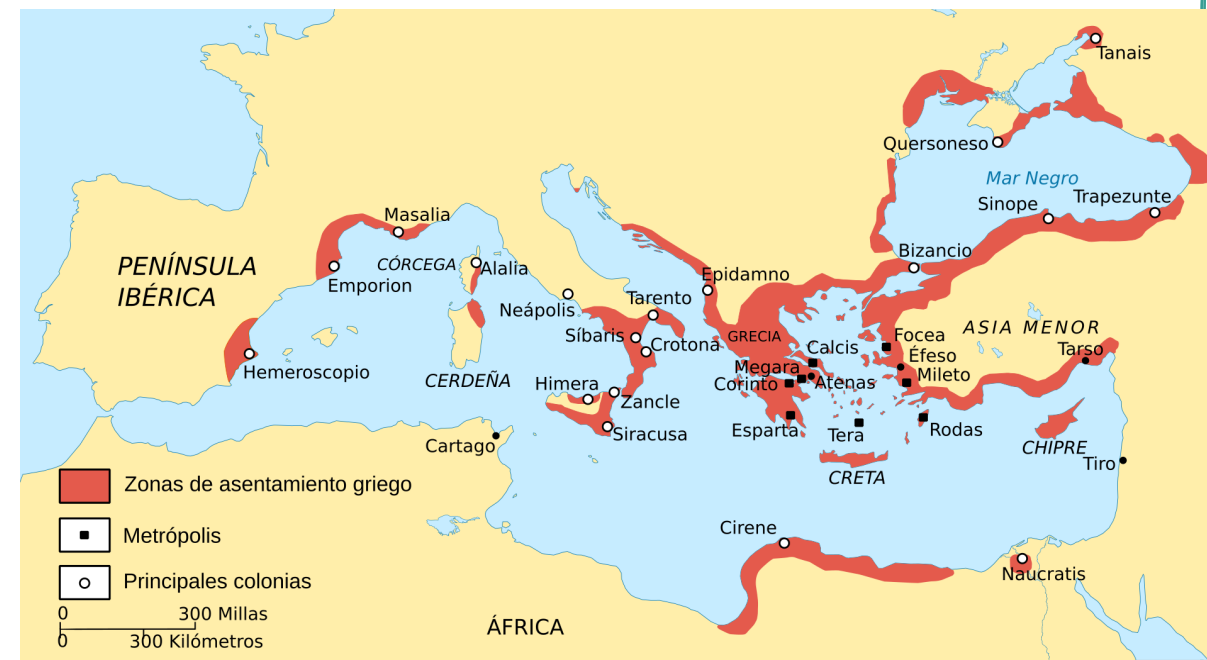 Tanais
Quersoneso
Mar Negro
Sinope
Trapezunte
Masalia
Bizancio
PENÍNSULA
IBÉRICA
CÓRCEGA
Alalia
Emporion
Epidamno
Neápolis
Tarento
Síbaris
Crotona
GRECIA
Focea
ASIA MENOR
Calcis
Éfeso
Tarso
Hemeroscopio
CERDEÑA
Himera
Megara
Mileto
Corinto
Atenas
Zancle
Siracusa
Esparta
Tera
Rodas
Cartago
CHIPRE
Tiro
CRETA
Zonas de asentamiento griego
Metrópolis
Cirene
Principales colonias
Naucratis
0 300 Millas
0 300 Kilómetros
ÁFRICA